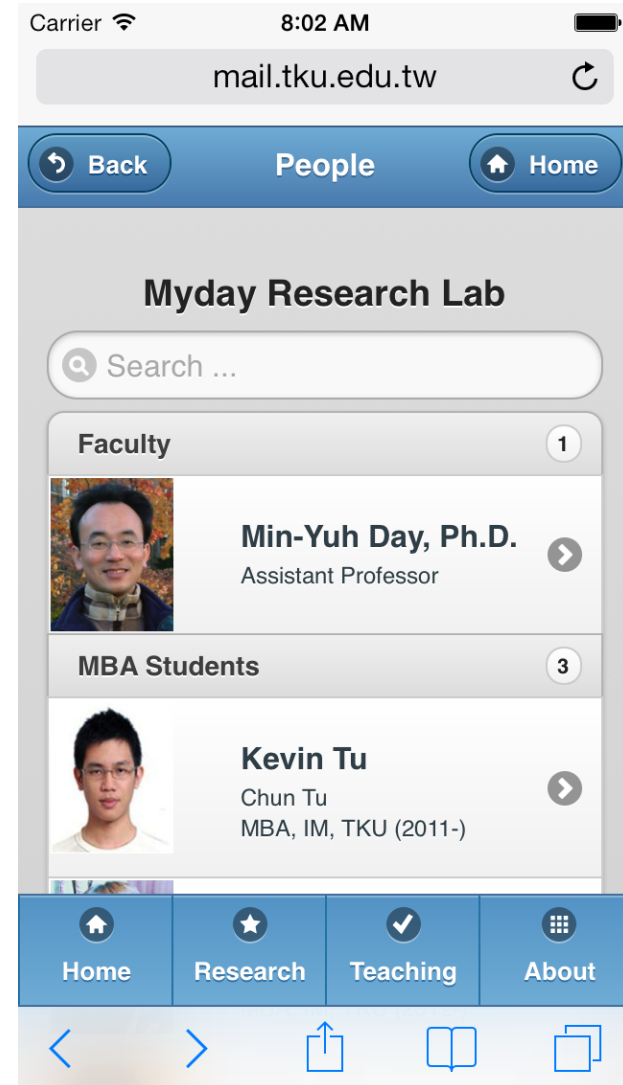 Carrier 8:02 AM
mail.tku.edu.tw
Back People Home
Myday Research Lab
Search ...
Faculty 1
Min-Yuh Day, Ph.D.
Assistant Professor
MBA Students 3
Kevin Tu
Chun Tu
MBA, IM, TKU (2011-)
Home Research Teaching About